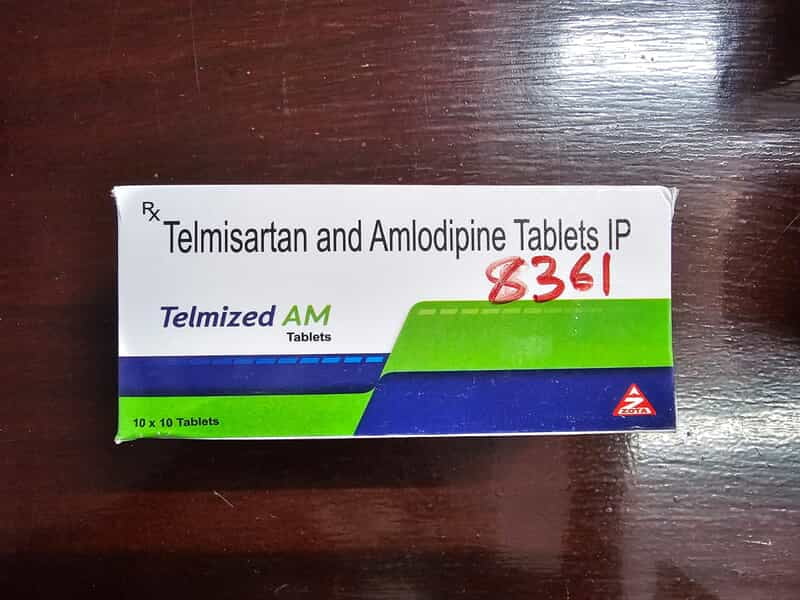 Rx Telmisartan and Amlodipine Tablets IP
8361
Telmized AM
Tablets
10 x 10 Tablets
ZOTA